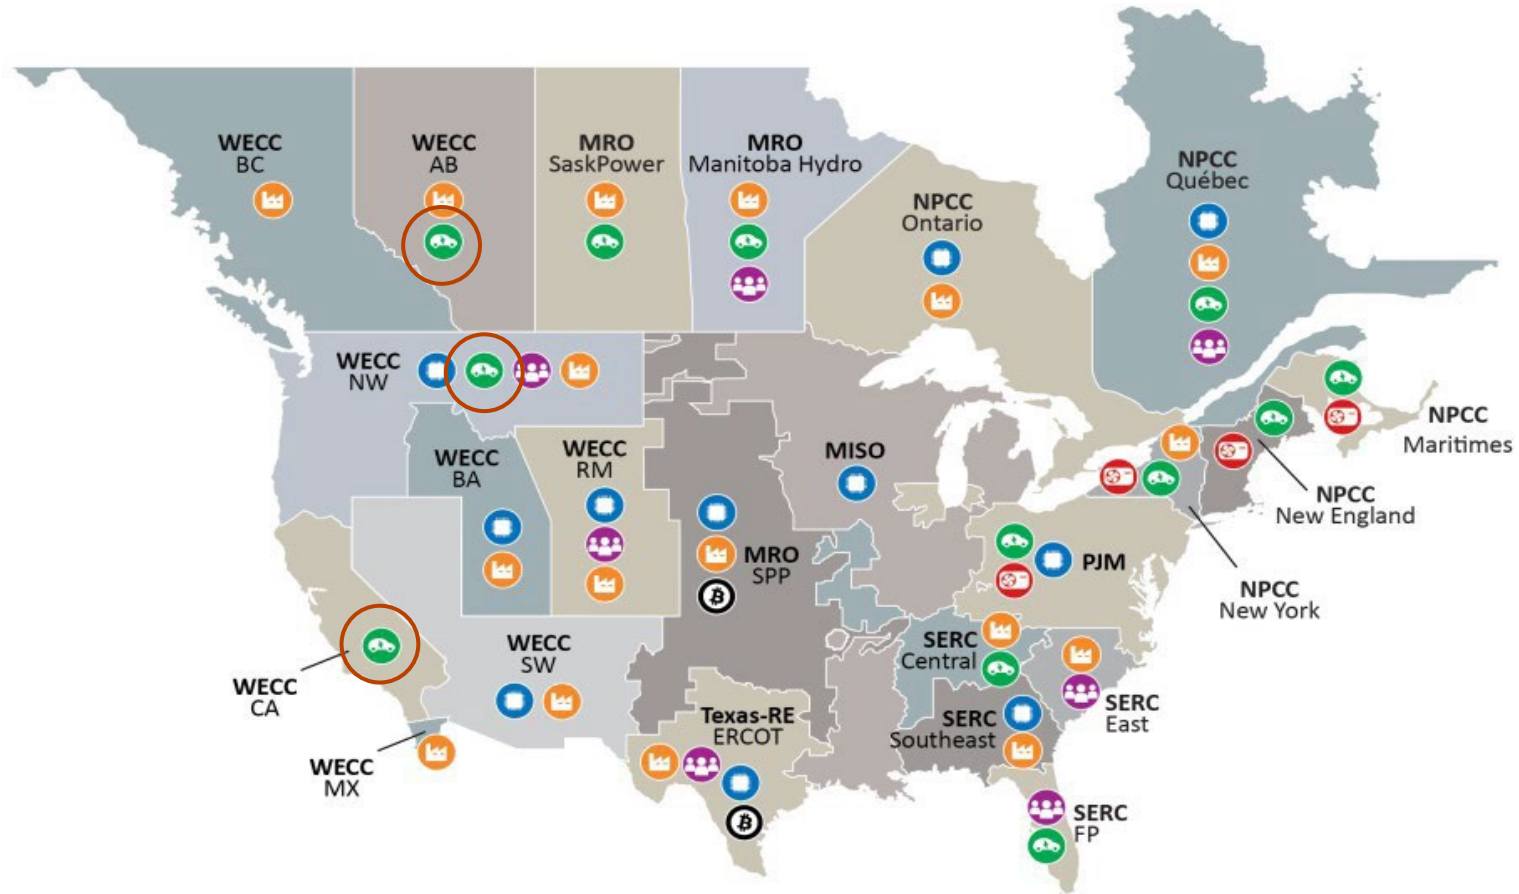 WECC
BC
WECC
AB
MRO
SaskPower
MRO
Manitoba Hydro
NPCC
Ontario
NPCC
Québec
WECC
NW
WECC
BA
WECC
RM
MISO
MRO
SPP
NPCC
Maritimes
NPCC
New England
PJM
NPCC
New York
WECC
CA
WECC
SW
WECC
MX
Texas-RE
ERCOT
SERC
Central
SERC
East
SERC
Southeast
SERC
FP